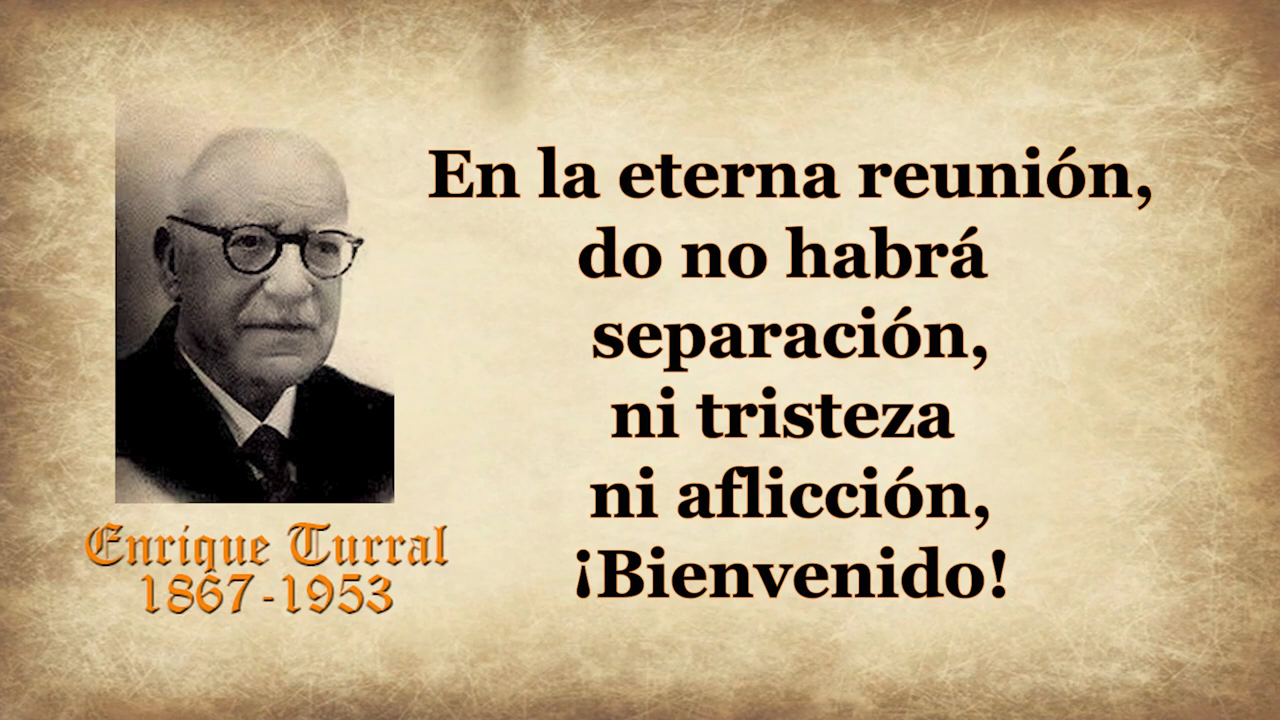 En la eterna reunión,
do no habrá
separación,
ni tristeza
ni aflicción,
¡Bienvenido!
Enrique Turral
1867-1953